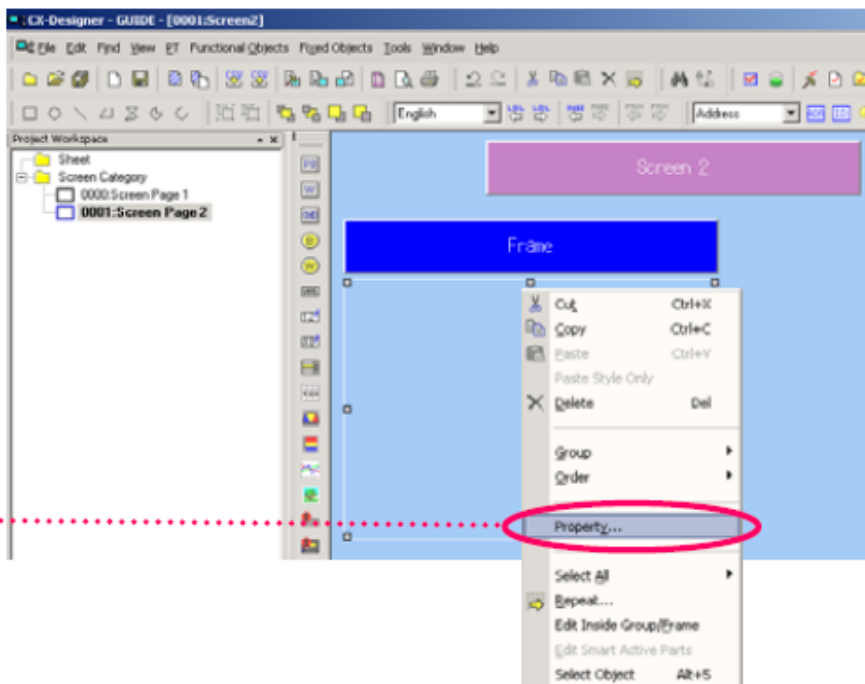 CX-Designer - GUIDE - [0001:Screen2]
File Edit Find View PT Functional Objects Fixed Objects Tools Window Help
English
Address
Project Workspace
Sheet
Screen Category
0000:Screen Page 1
0001:Screen Page 2
Screen 2
Frame
Cut Ctrl+X
Copy Ctrl+C
Paste Ctrl+V
Paste Style Only
Delete Del
Group
Order
Property...
Select All
Repeat...
Edit Inside Group/Frame
Edit Smart Active Parts
Select Object Alt+S